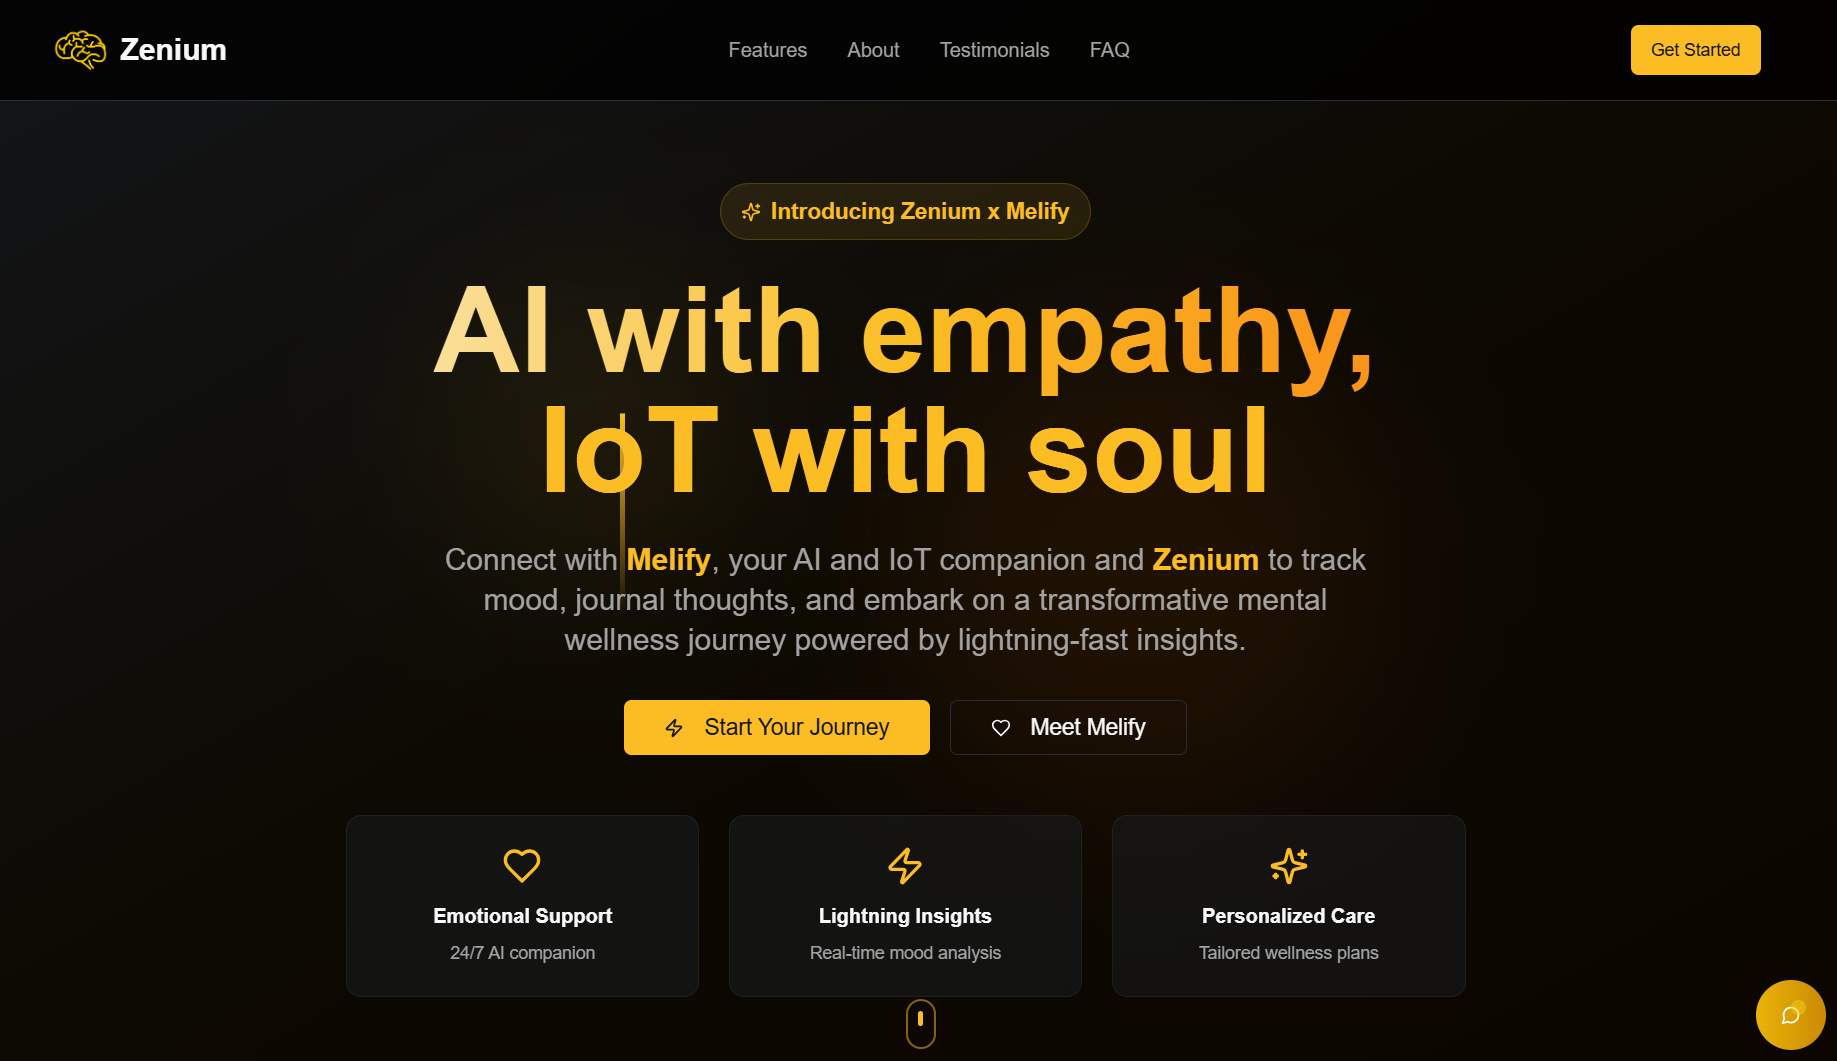 Zenium
Features
About
Testimonials
FAQ
Get Started
Introducing Zenium x Melify
AI with empathy,
IoT with soul
Connect with Melify, your AI and IoT companion and Zenium to track
mood, journal thoughts, and embark on a transformative mental
wellness journey powered by lightning-fast insights.
Start Your Journey
Meet Melify
Emotional Support
24/7 AI companion
Lightning Insights
Real-time mood analysis
Personalized Care
Tailored wellness plans